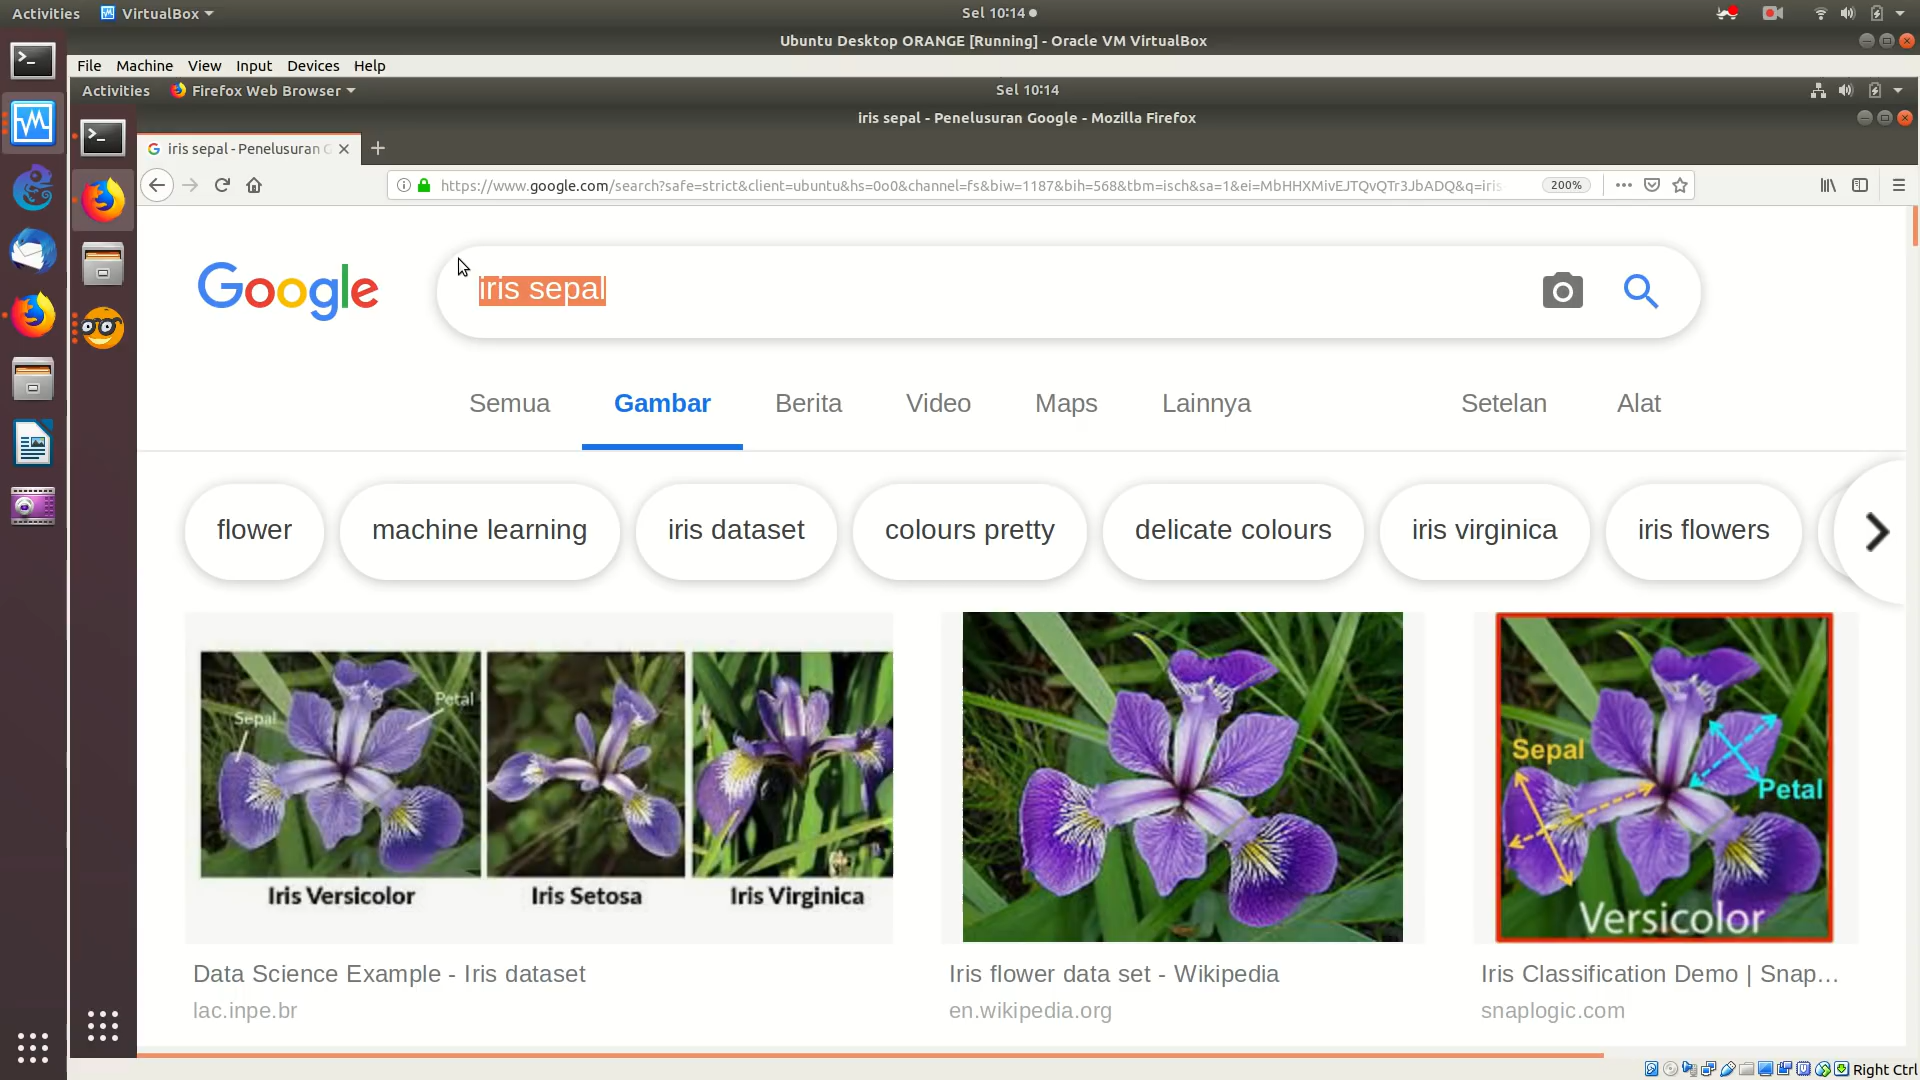 Activities VirtualBox Sel 10:14
Ubuntu Desktop ORANGE [Running] - Oracle VM VirtualBox
File Machine View Input Devices Help
Activities Firefox Web Browser Sel 10:14
iris sepal - Penelusuran Google - Mozilla Firefox
iris sepal - Penelusuran G
https://www.google.com/search?safe=strict&client=ubuntu&hs=0o0&channel=fs&biw=1187&bih=568&tbm=isch&sa=1&ei=MbHHXMivEJTQvQTr3JbADQ&q=iris 200%
Google iris sepal
Semua Gambar Berita Video Maps Lainnya Setelan Alat
flower machine learning iris dataset colours pretty delicate colours iris virginica iris flowers
Sepal Petal
Iris Versicolor Iris Setosa Iris Virginica
Sepal
Petal
Versicolor
Data Science Example - Iris dataset Iris flower data set - Wikipedia Iris Classification Demo | Snap...
lac.inpe.br en.wikipedia.org snaplogic.com
Right Ctrl